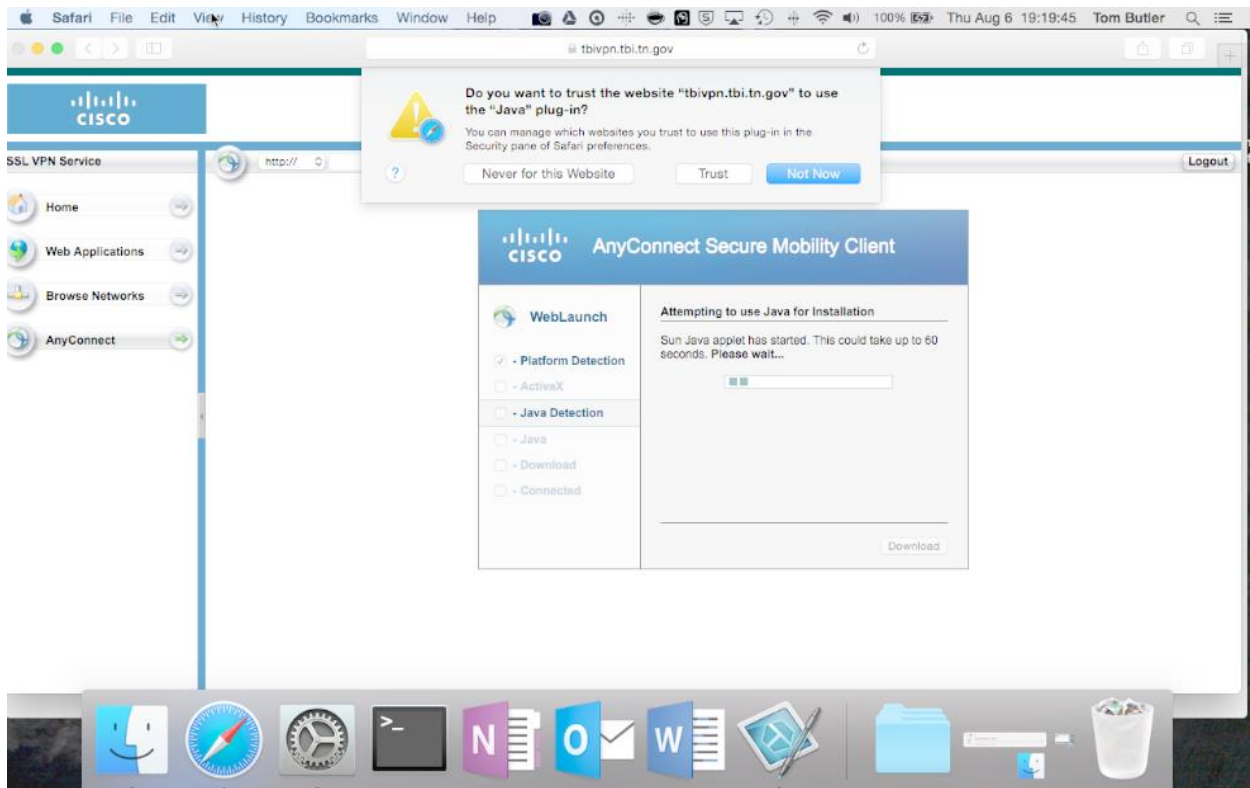 Safari File Edit View History Bookmarks Window Help 100% Thu Aug 6 19:19:45 Tom Butler
tbivpn.tbi.tn.gov
Do you want to trust the website “tbivpn.tbi.tn.gov” to use
the “Java” plug-in?
You can manage which websites you trust to use this plug-in in the
Security pane of Safari preferences.
? Never for this Website Trust Not Now
CISCO
SSL VPN Service
http://
Logout
Home
Web Applications
Browse Networks
AnyConnect
CISCO AnyConnect Secure Mobility Client
WebLaunch
- Platform Detection
- ActiveX
- Java Detection
- Java
- Download
- Connected
Attempting to use Java for Installation
Sun Java applet has started. This could take up to 60
seconds. Please wait...
Download
>_
N O W